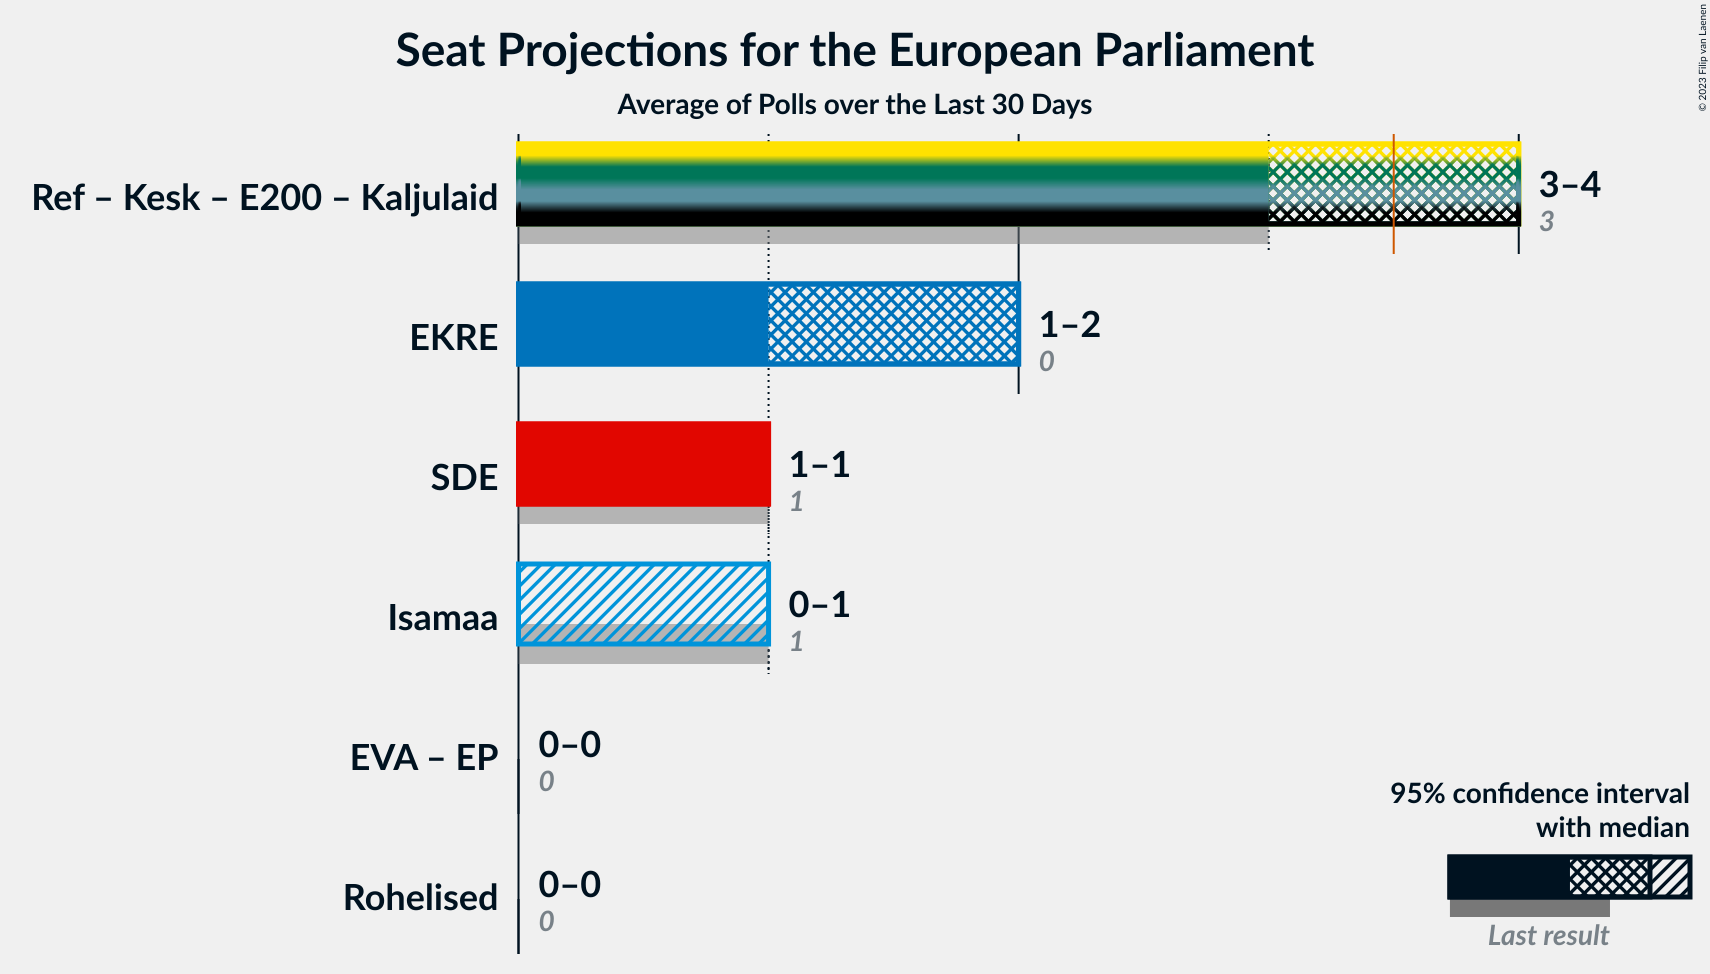 Seat Projections for the European Parliament
Average of Polls over the Last 30 Days
© 2023 Filip van Laenen
Ref – Kesk – E200 – Kaljulaid
3–4
3
EKRE
1–2
0
SDE
1–1
1
Isamaa
0–1
1
EVA – EP
0–0
0
Rohelised
0–0
0
95% confidence interval
with median
Last result